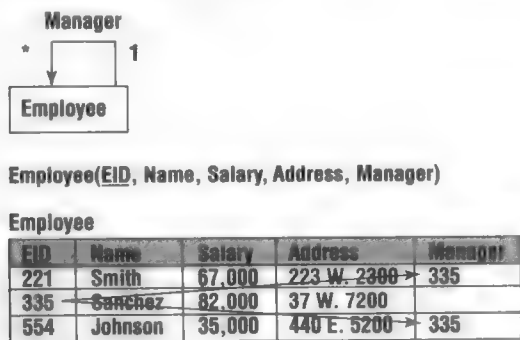 Manager
* 1
Employee
Employee(EID, Name, Salary, Address, Manager)
Employee
EID Name Salary Address Manager
221 Smith 67,000 223 W. 2300 335
335 Sanchez 82,000 37 W. 7200
554 Johnson 35,000 440 E. 5200 335